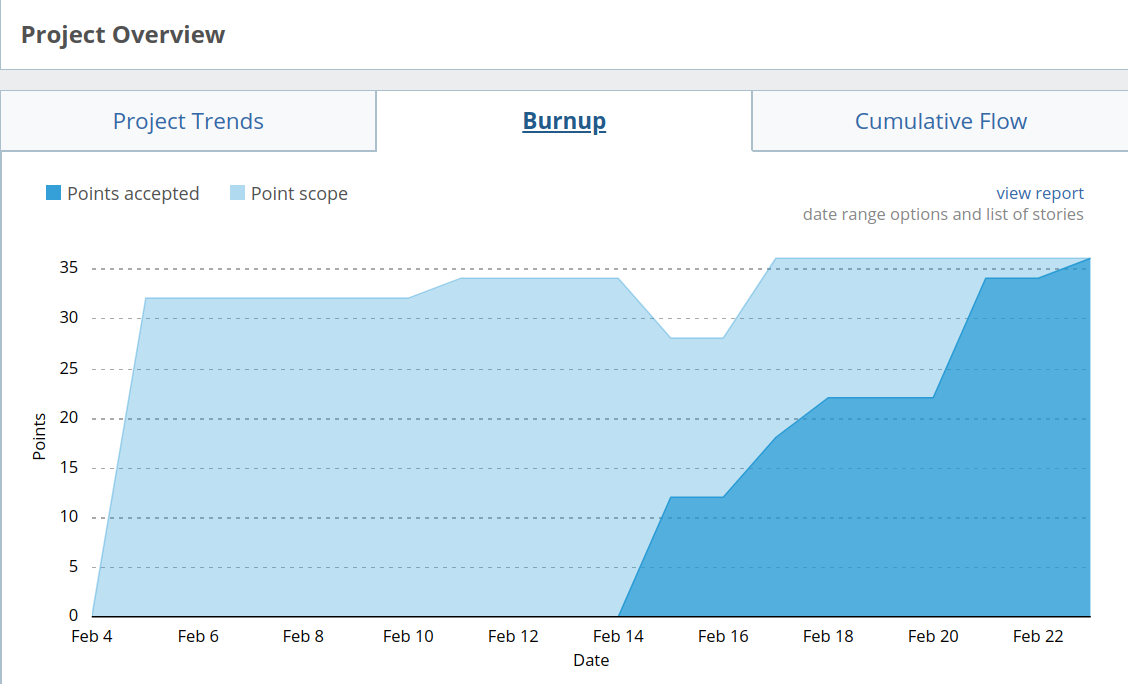 Project Overview
Project Trends
Burnup
Cumulative Flow
Points accepted
Point scope
view report
date range options and list of stories
35
30
25
20
15
10
5
0
Points
Feb 4
Feb 6
Feb 8
Feb 10
Feb 12
Feb 14
Feb 16
Feb 18
Feb 20
Feb 22
Date